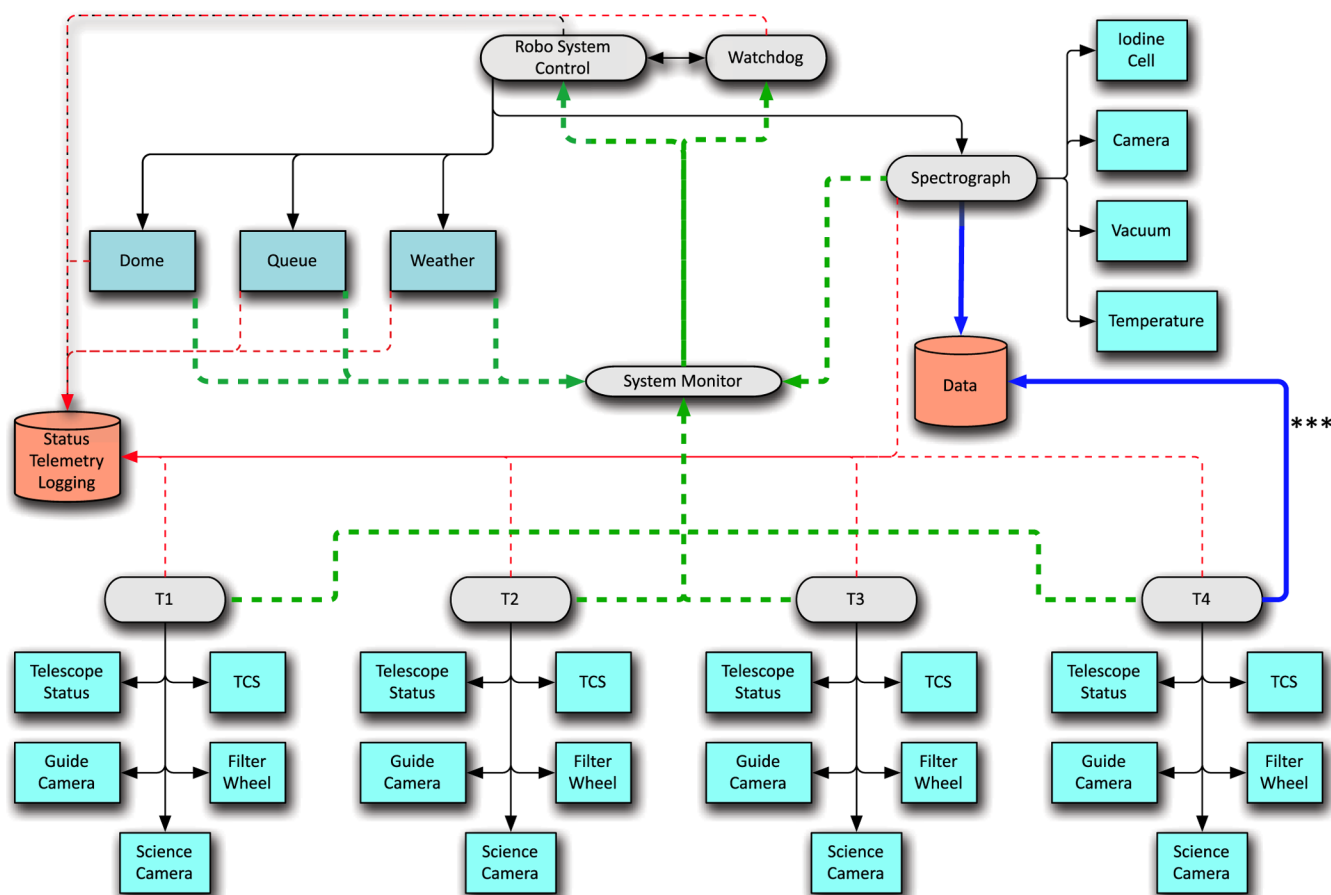 Robo System
Control
Watchdog
Iodine
Cell
Camera
Spectrograph
Vacuum
Temperature
Dome
Queue
Weather
System Monitor
Data
***
Status
Telemetry
Logging
T1
T2
T3
T4
Telescope
Status
TCS
Telescope
Status
TCS
Telescope
Status
TCS
Telescope
Status
TCS
Guide
Camera
Filter
Wheel
Guide
Camera
Filter
Wheel
Guide
Camera
Filter
Wheel
Guide
Camera
Filter
Wheel
Science
Camera
Science
Camera
Science
Camera
Science
Camera